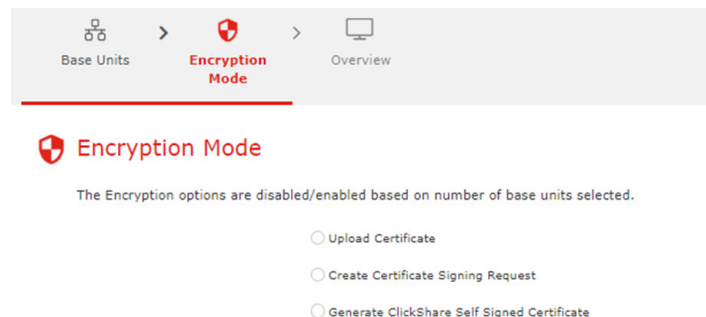 Base Units
Encryption
Mode
Overview
Encryption Mode
The Encryption options are disabled/enabled based on number of base units selected.
Upload Certificate
Create Certificate Signing Request
Generate ClickShare Self Signed Certificate